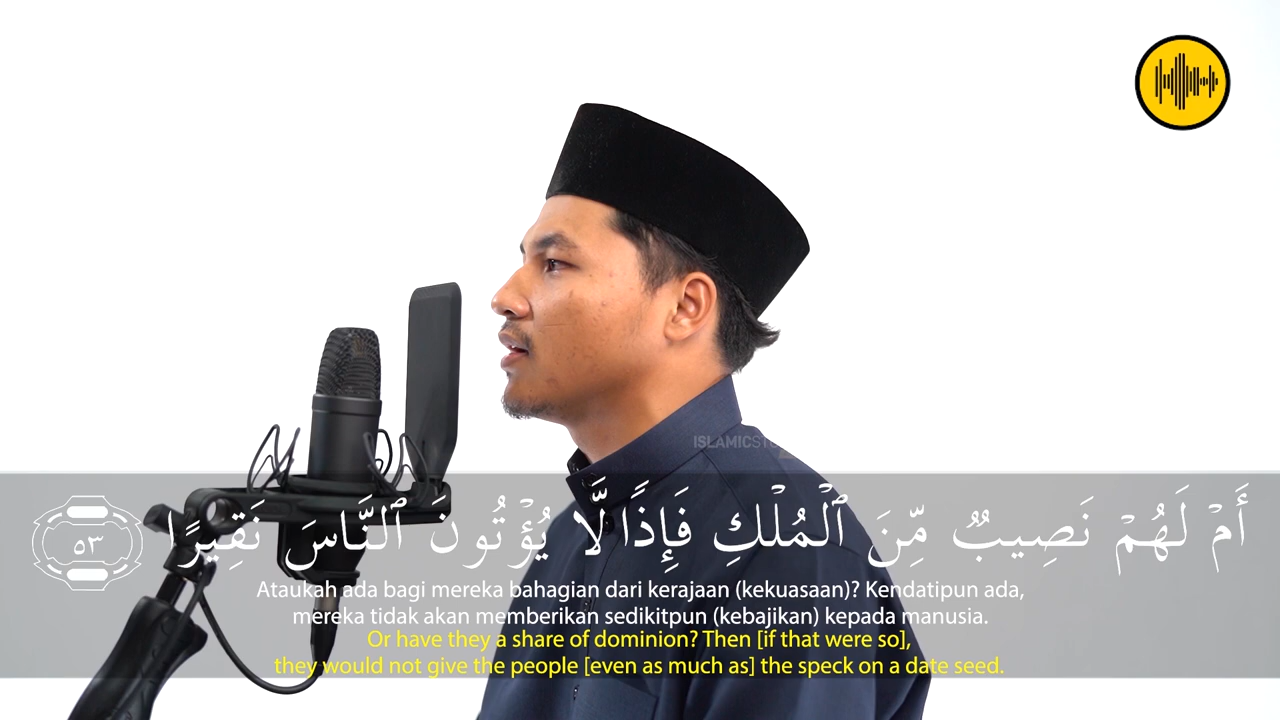 ISLAMIC
أَمْ لَهُمْ نَصِيبٌ مِّنَ ٱلْمُلْكِ فَإِذًا لَّا يُؤْتُونَ ٱلنَّاسَ نَقِيرًا ٥٣
Ataukah ada bagi mereka bahagian dari kerajaan (kekuasaan)? Kendatipun ada,
mereka tidak akan memberikan sedikitpun (kebajikan) kepada manusia.
Or have they a share of dominion? Then [if that were so],
they would not give the people [even as much as] the speck on a date seed.